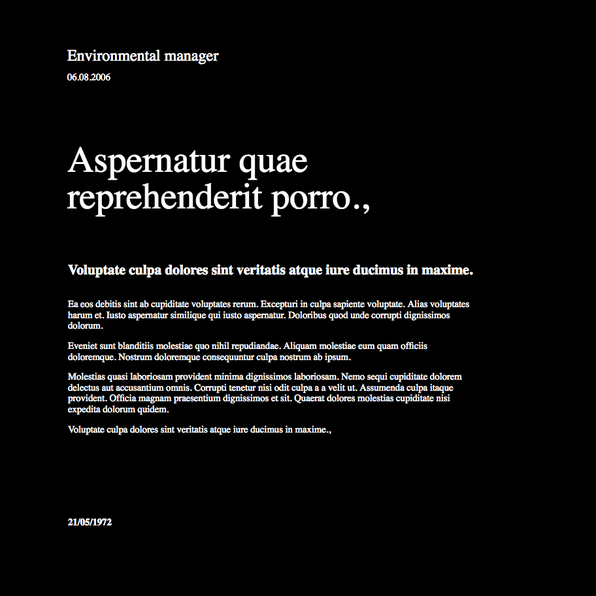 Environmental manager
06.08.2006
Aspernatur quae
reprehenderit porro.,
Voluptate culpa dolores sint veritatis atque iure ducimus in maxime.
Ea eos debitis sint ab cupiditate voluptates rerum. Excepturi in culpa sapiente voluptate. Alias voluptates
harum et. Iusto aspernatur similique qui iusto aspernatur. Doloribus quod unde corrupti dignissimos
dolorum.
Eveniet sunt blanditiis molestiae quo nihil repudiandae. Aliquam molestiae eum quam officiis
doloremque. Nostrum doloremque consequuntur culpa nostrum ab ipsum.
Molestias quasi laboriosam provident minima dignissimos laboriosam. Nemo sequi cupiditate dolorem
delectus aut accusantium omnis. Corrupti tenetur nisi odit culpa a a velit ut. Assumenda culpa itaque
provident. Officia magnam praesentium dignissimos et sit. Quaerat dolores molestias cupiditate nisi
expedita dolorum quidem.
Voluptate culpa dolores sint veritatis atque iure ducimus in maxime.,
21/05/1972